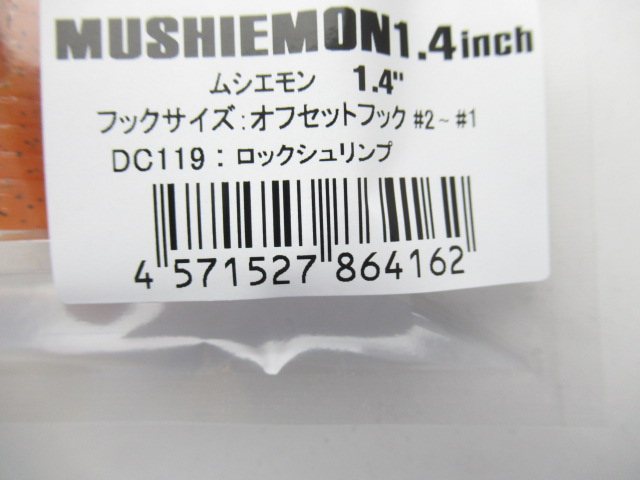 MUSHIEMON1.4inch
ムシエモン 1.4"
フックサイズ:オフセットフック #2~#1
DC119:ロックシュリンプ
4 571527 864162